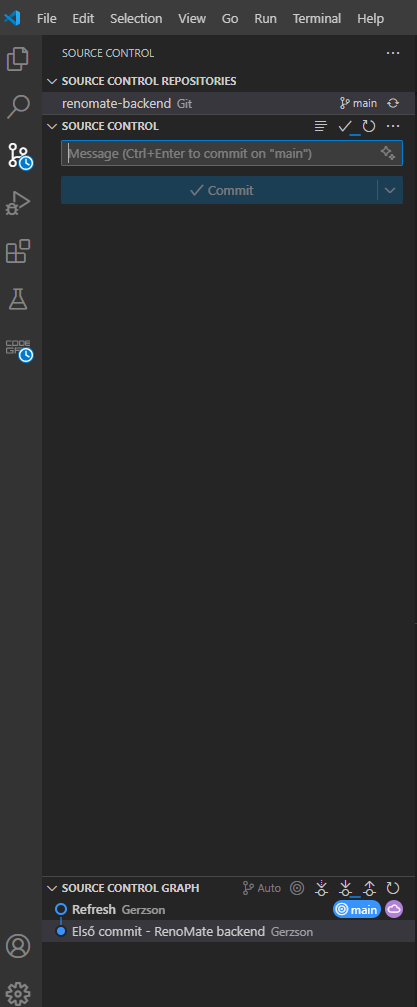 File Edit Selection View Go Run Terminal Help
SOURCE CONTROL
SOURCE CONTROL REPOSITORIES
renomate-backend Git main
SOURCE CONTROL
Message (Ctrl+Enter to commit on "main")
Commit
CODE
SOURCE CONTROL GRAPH Auto
Refresh Gerzson main
Első commit - RenoMate backend Gerzson